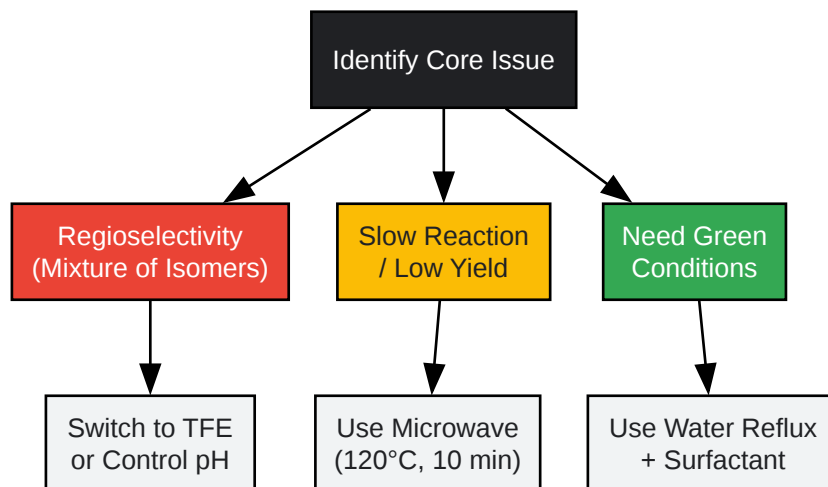 Identify Core Issue
Regioselectivity
(Mixture of Isomers)
Slow Reaction
/ Low Yield
Need Green
Conditions
Switch to TFE
or Control pH
Use Microwave
(120°C, 10 min)
Use Water Reflux
+ Surfactant